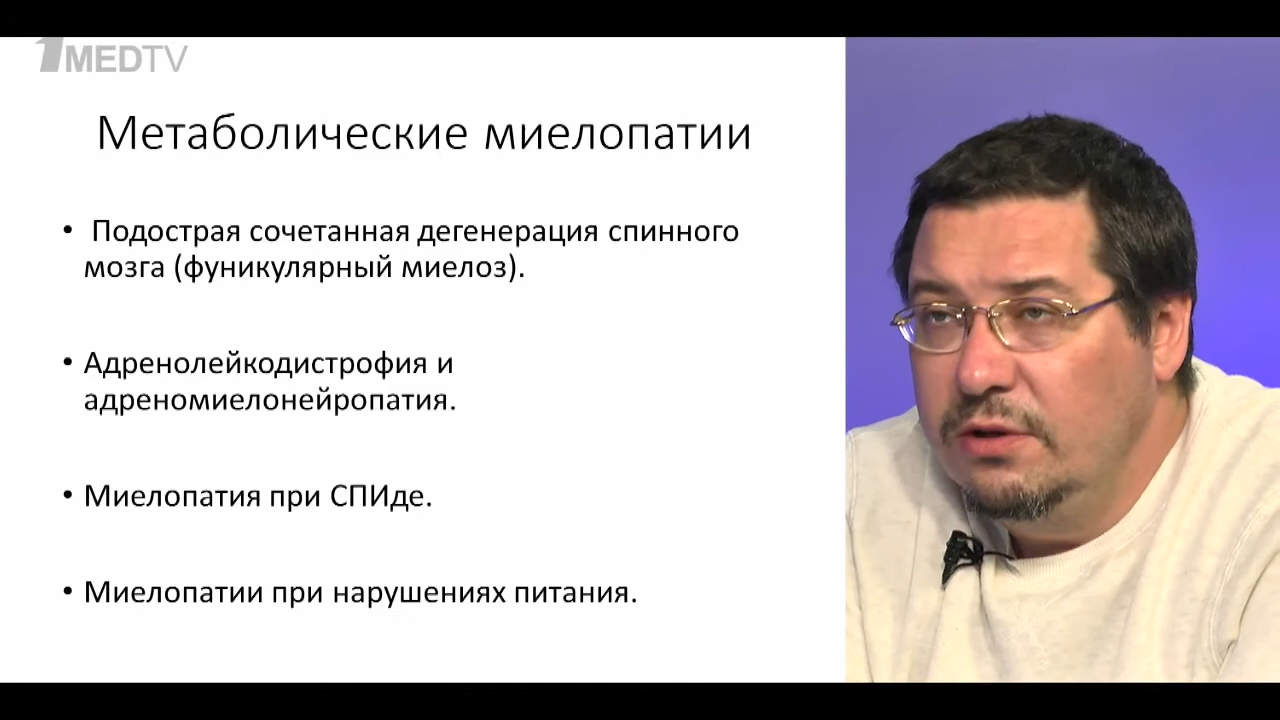 1MEDTV
Метаболические миелопатии
• Подострая сочетанная дегенерация спинного
мозга (фуникулярный миелоз).
• Адренолейкодистрофия и
адреномиелонейропатия.
• Миелопатия при СПИде.
• Миелопатии при нарушениях питания.